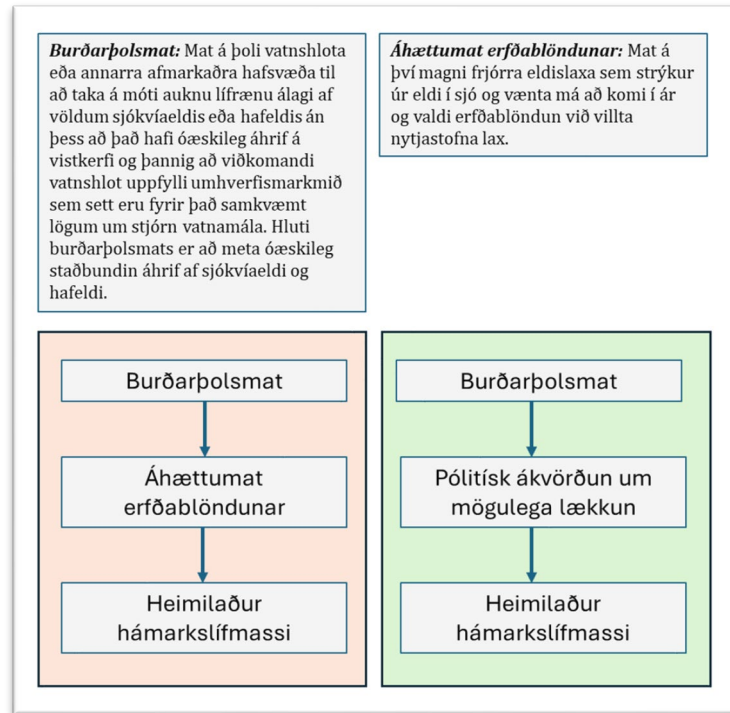 Burðarþolsmat: Mat á þoli vatnshlota
eða annarra afmarkaðra hafsvæða til
að taka á móti auknu lífrænu álagi af
völdum sjókvíaeldis eða hafeldis án
þess að það hafi óæskileg áhrif á
vistkerfi og þannig að viðkomandi
vatnshlot uppfylli umhverfismarkmið
sem sett eru fyrir það samkvæmt
lögum um stjórn vatnamála. Hluti
burðarþolsmats er að meta óæskileg
staðbundin áhrif af sjókvíaeldi og
hafeldi.
Áhættumat erfðablöndunar: Mat á
því magni frjórra eldislaxa sem strýkur
úr eldi í sjó og vænta má að komi í ár
og valdi erfðablöndun við villta
nytjastofna lax.
Burðarþolsmat
Áhættumat
erfðablöndunar
Heimilaður
hámarkslífmassi
Burðarþolsmat
Pólitísk ákvörðun um
mögulega lækkun
Heimilaður
hámarkslífmassi